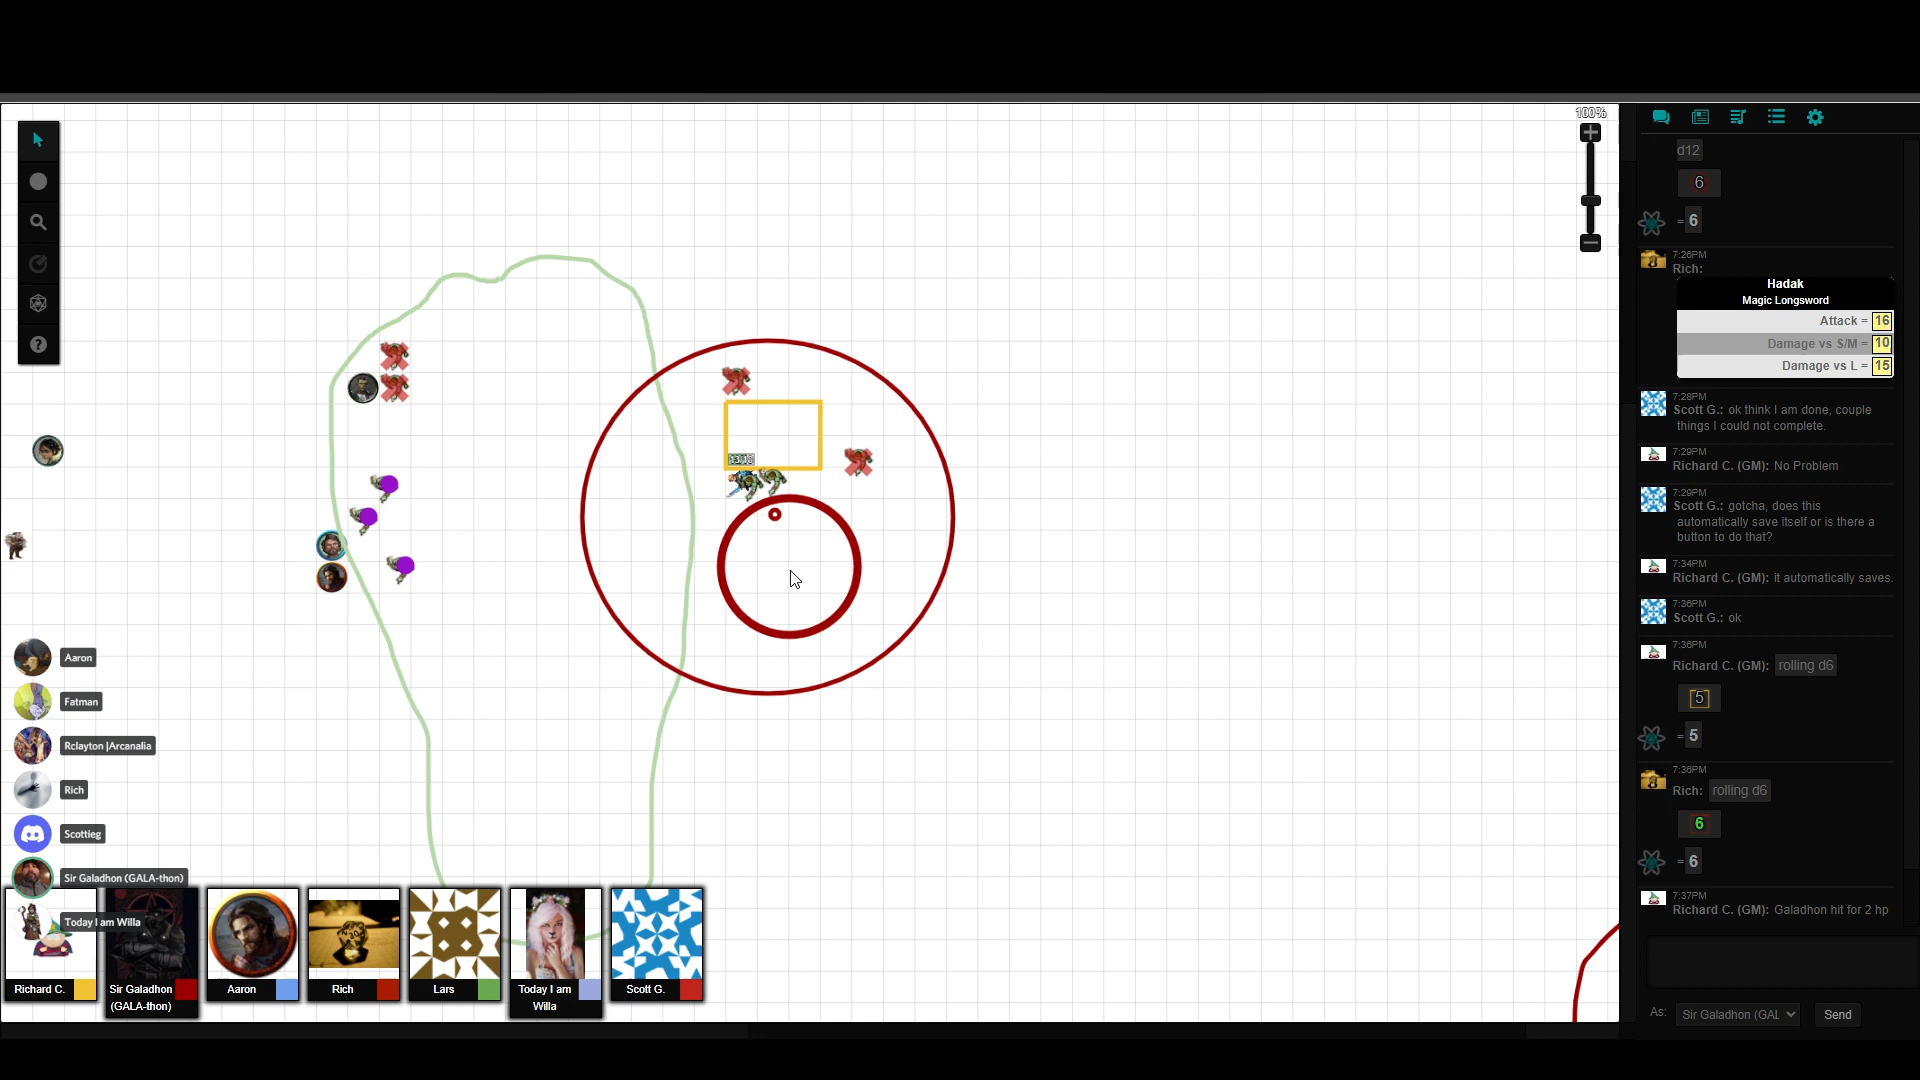 100%
13
10
Aaron
Fatman
Rclayton |Arcanalia
Rich
Scottieg
Sir Galadhon (GALA-thon)
Today I am Willa
Richard C.
Sir Galadhon
(GALA-thon)
Aaron
Rich
Lars
Today I am
Willa
Scott G.
d12
6
= 6
7:26PM
Rich:
Hadak
Magic Longsword
Attack = 16
Damage vs S/M = 10
Damage vs L = 15
7:28PM
Scott G.: ok think I am done, couple
things I could not complete.
7:29PM
Richard C. (GM): No Problem
7:29PM
Scott G.: gotcha, does this
automatically save itself or is there a
button to do that?
7:34PM
Richard C. (GM): it automatically saves.
7:36PM
Scott G.: ok
7:36PM
Richard C. (GM): rolling d6
5
= 5
7:36PM
Rich: rolling d6
6
= 6
7:37PM
Richard C. (GM): Galadhon hit for 2 hp
As: Sir Galadhon (GAL
Send